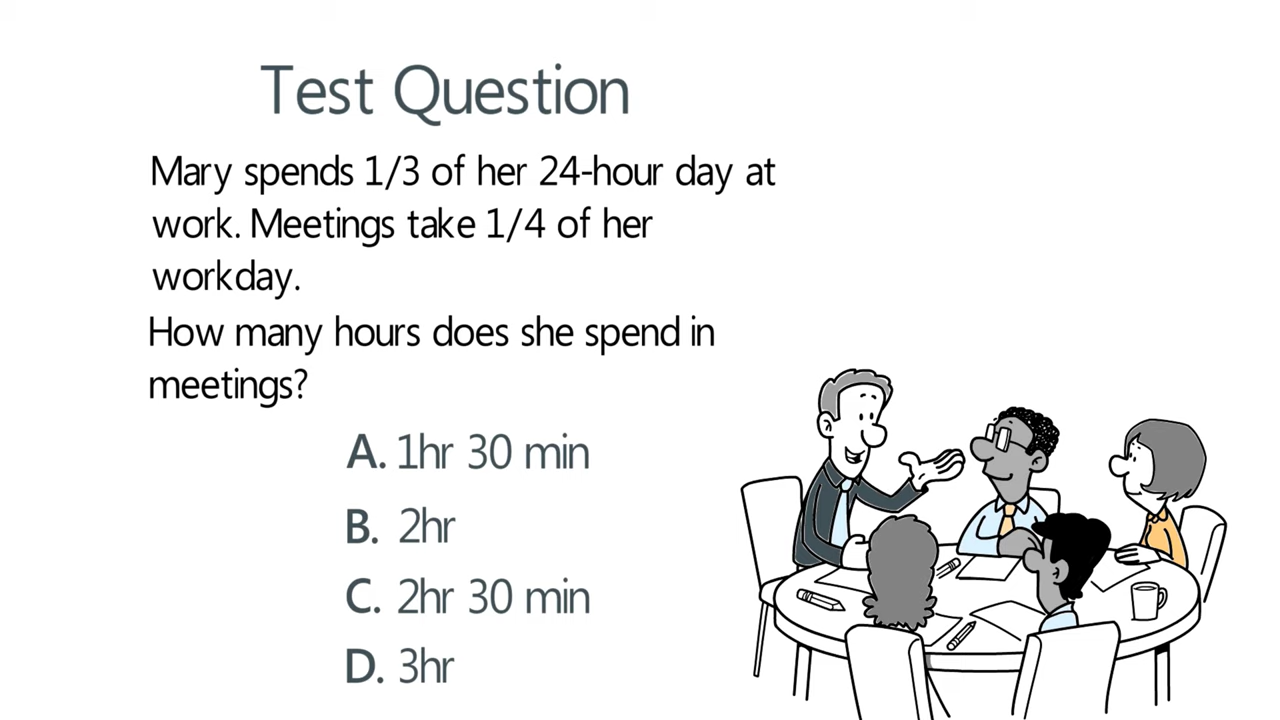 Test Question
Mary spends 1/3 of her 24-hour day at
work. Meetings take 1/4 of her
workday.
How many hours does she spend in
meetings?
A. 1hr 30 min
B. 2hr
C. 2hr 30 min
D. 3hr